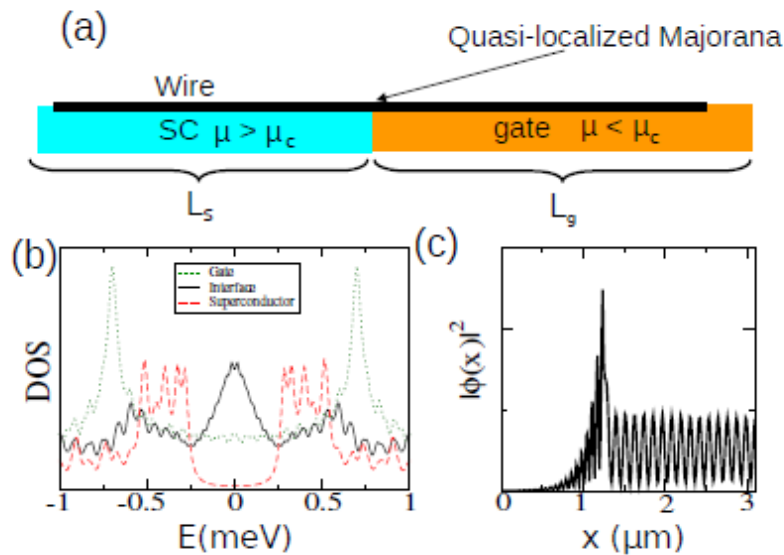 (a)
Quasi-localized Majorana
Wire
SC μ > μc
gate μ < μc
Ls
Lg
(b)
Gate
Interface
Superconductor
DOS
-1 -0.5 0 0.5 1
E(meV)
(c)
|ϕ(x)|²
0 1 2 3
x (μm)